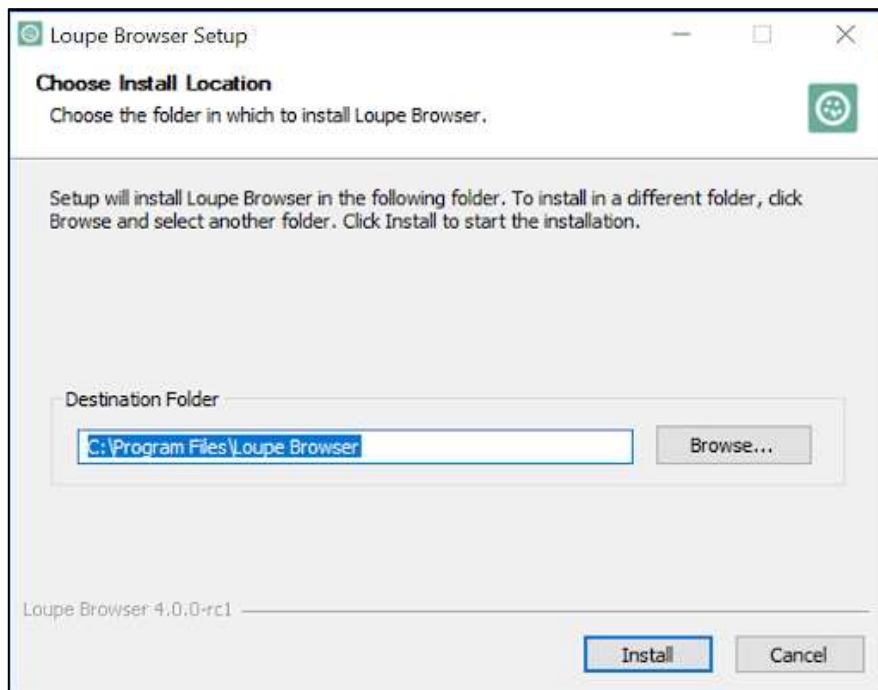 Loupe Browser Setup
Choose Install Location
Choose the folder in which to install Loupe Browser.
Setup will install Loupe Browser in the following folder. To install in a different folder, click
Browse and select another folder. Click Install to start the installation.
Destination Folder
C:\Program Files\Loupe Browser
Browse...
Loupe Browser 4.0.0-rc1
Install
Cancel